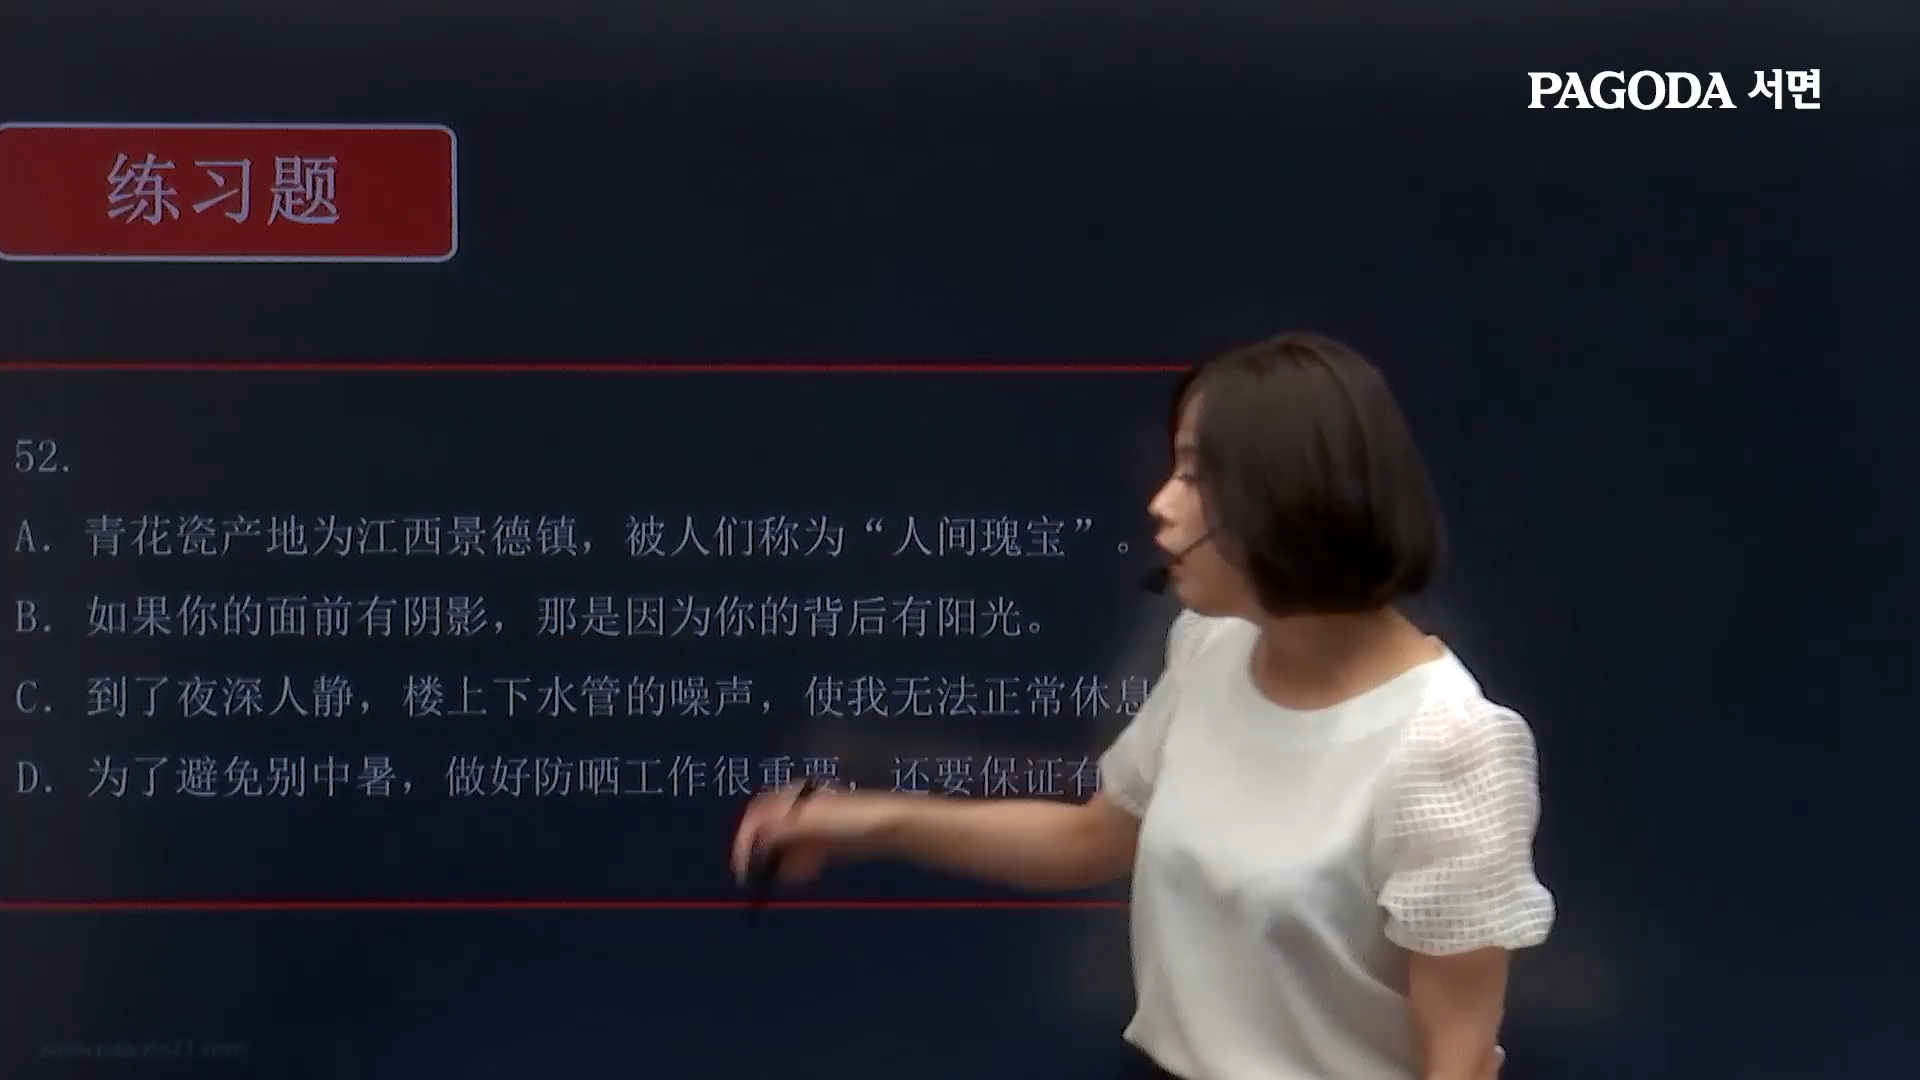 PAGODA 서면
练习题
52.
A. 青花瓷产地为江西景德镇，被人们称为“人间瑰宝”。
B. 如果你的面前有阴影，那是因为你的背后有阳光。
C. 到了夜深人静，楼上下水管的噪声，使我无法正常休息
D. 为了避免别中暑，做好防晒工作很重要，还要保证有
www.pagoda21.com